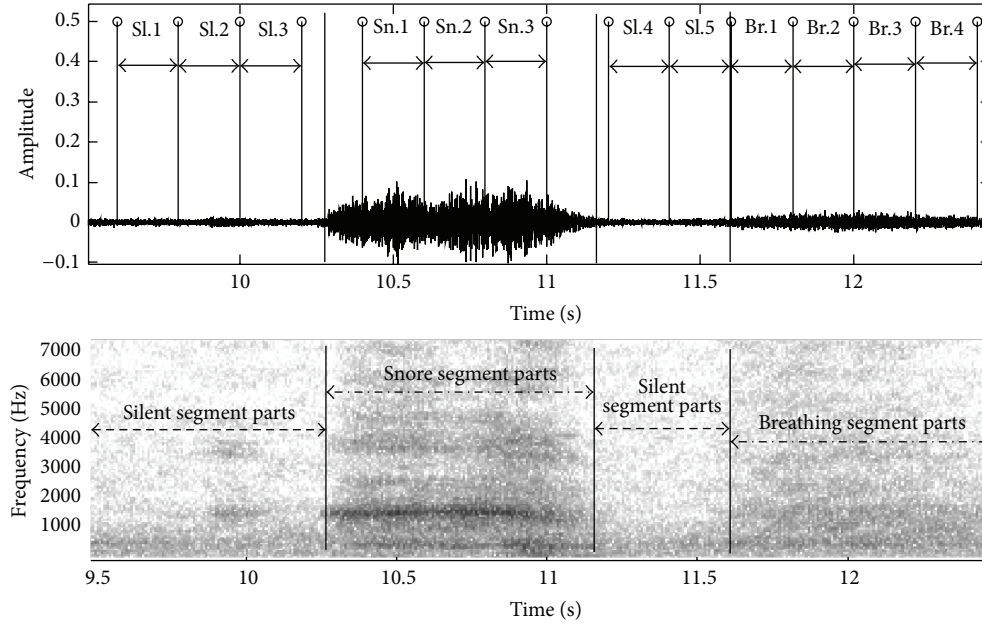 0.5
0.4
0.3
0.2
0.1
0
−0.1
Amplitude
Sl.1 Sl.2 Sl.3 Sn.1 Sn.2 Sn.3 Sl.4 Sl.5 Br.1 Br.2 Br.3 Br.4
10 10.5 11 11.5 12
Time (s)
7000
6000
5000
4000
3000
2000
1000
Frequency (Hz)
Snore segment parts
Silent segment parts
Silent
segment parts
Breathing segment parts
9.5 10 10.5 11 11.5 12
Time (s)